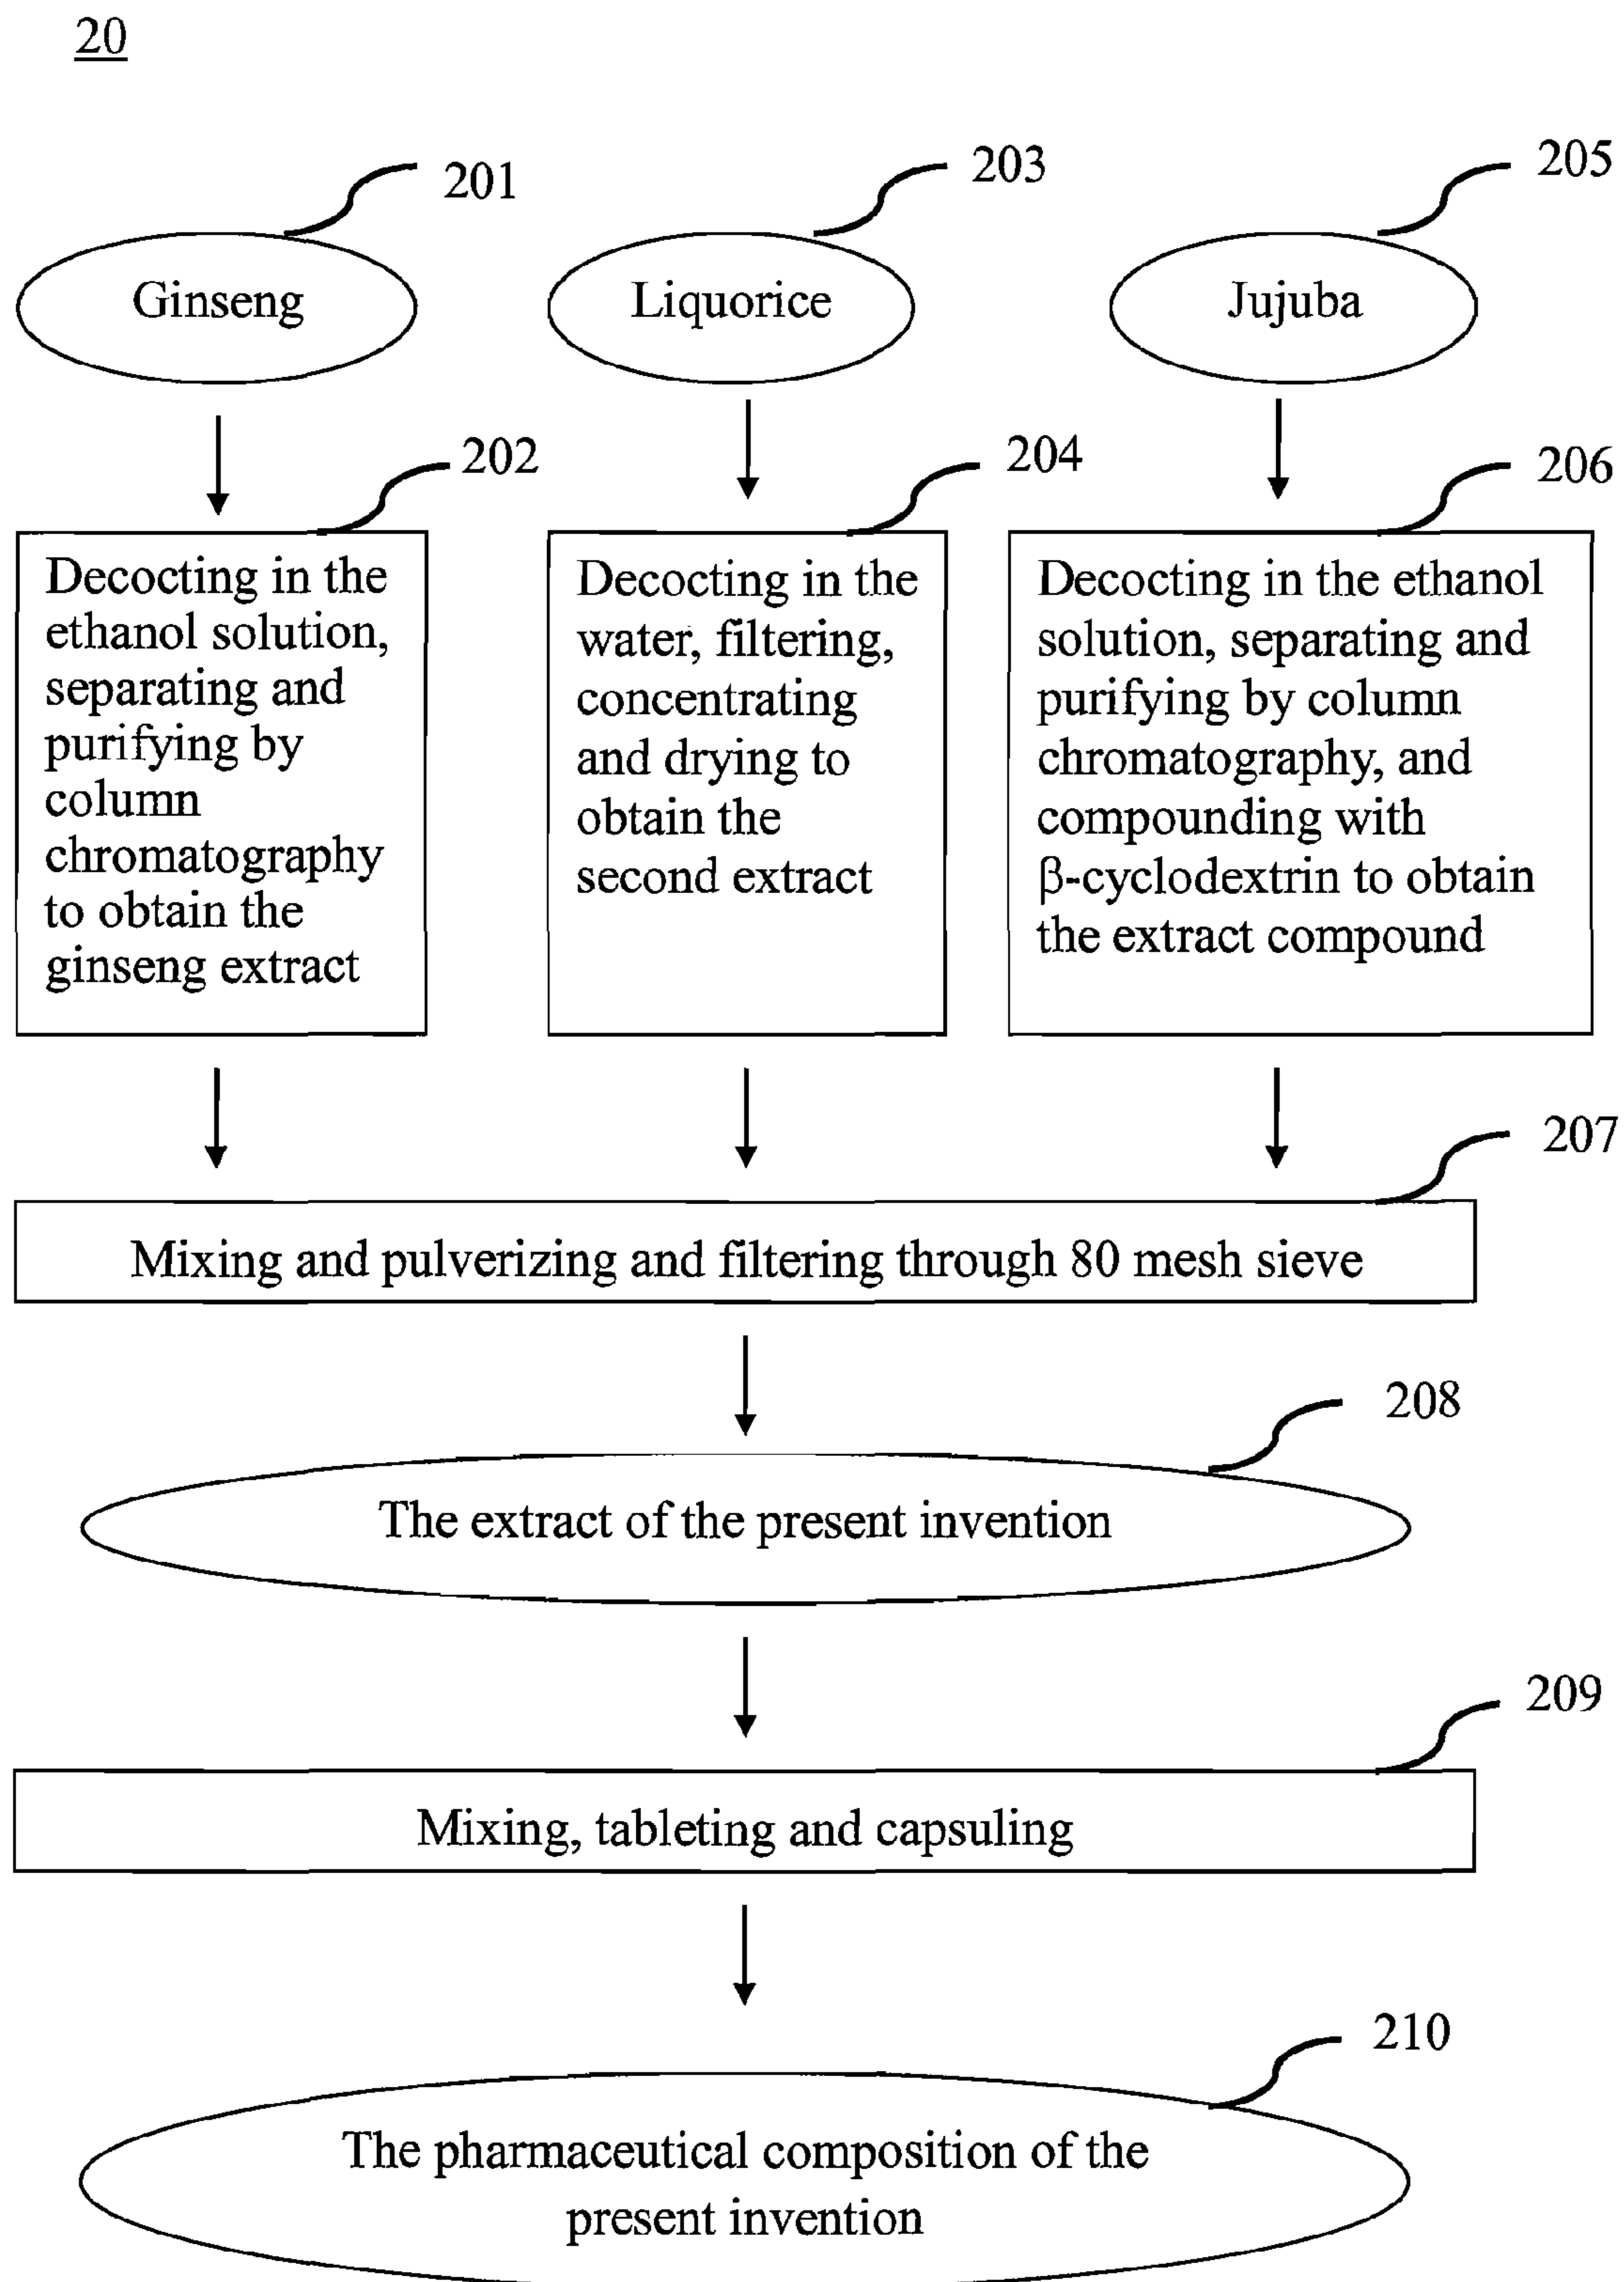 20
201
203
205
Ginseng
Liquorice
Jujuba
202
204
206
Decocting in the
ethanol solution,
separating and
purifying by
column
chromatography
to obtain the
ginseng extract
Decocting in the
water, filtering,
concentrating
and drying to
obtain the
second extract
Decocting in the ethanol
solution, separating and
purifying by column
chromatography, and
compounding with
β-cyclodextrin to obtain
the extract compound
207
Mixing and pulverizing and filtering through 80 mesh sieve
208
The extract of the present invention
209
Mixing, tableting and capsuling
210
The pharmaceutical composition of the
present invention